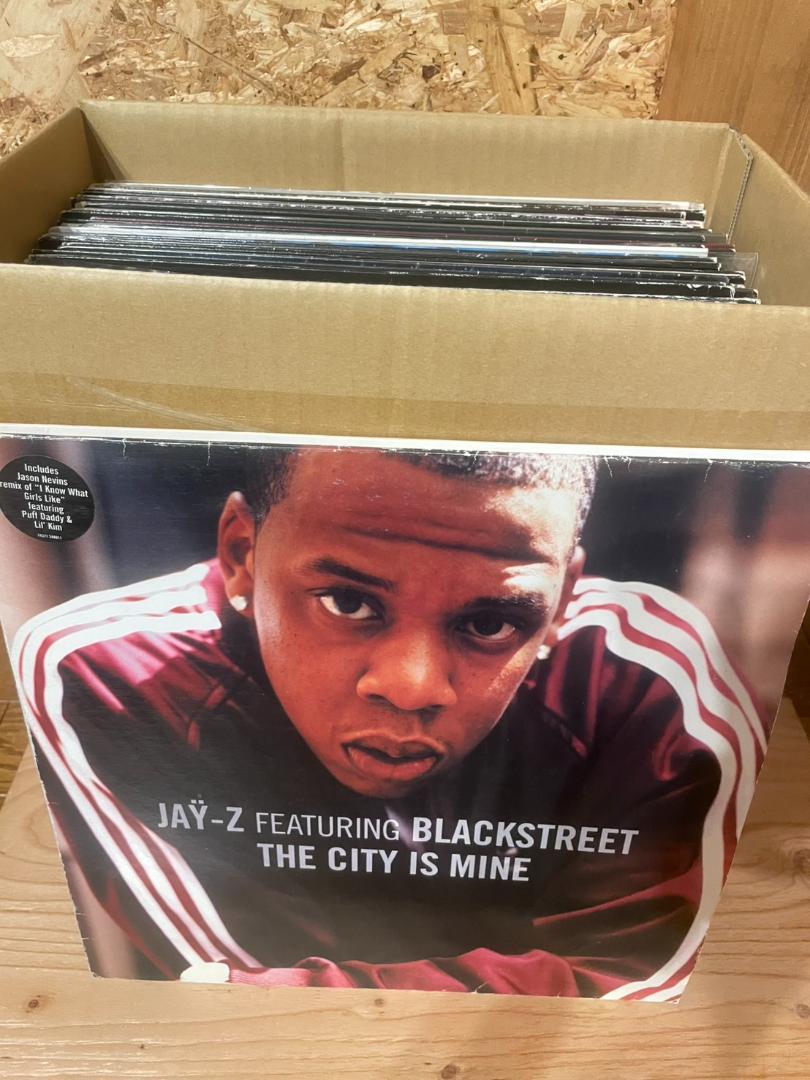 Includes
Jason Nevins
remix of "I Know What
Girls Like"
featuring
Puff Daddy &
Lil' Kim
JAŸ-Z FEATURING BLACKSTREET
THE CITY IS MINE